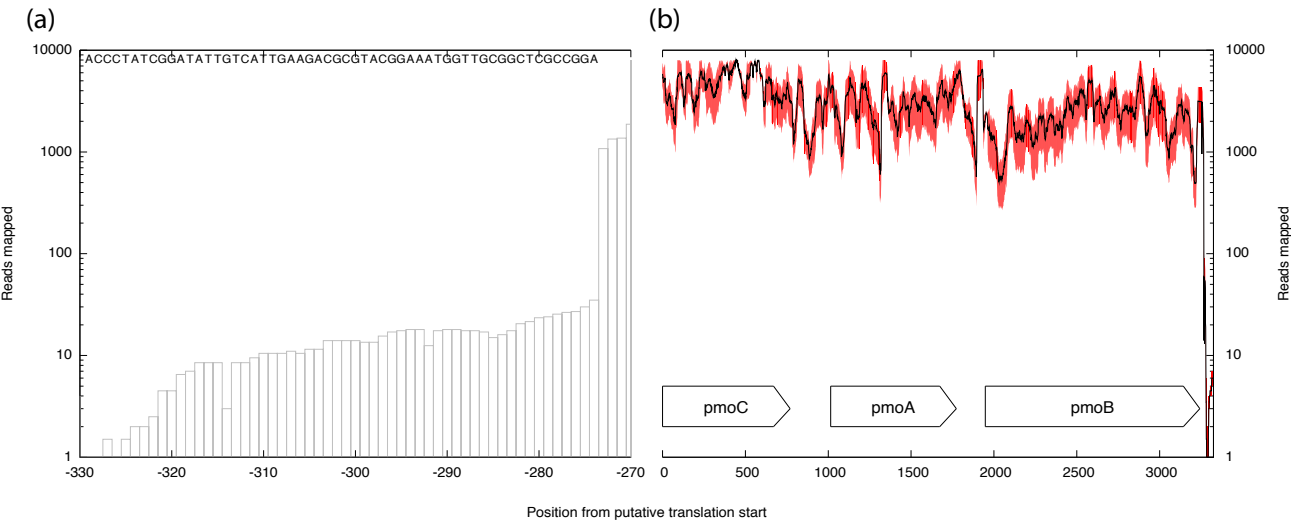 (a)
(b)
10000
ACCCTATCGGATATTGTCATTGAAGACGCGTACGGAAATGGTTGCGGCTCGCCGGA
10000
1000
1000
100
100
Reads mapped
Reads mapped
10
10
pmoC
pmoA
pmoB
1
1
-330
-320
-310
-300
-290
-280
-270
0
500
1000
1500
2000
2500
3000
Position from putative translation start